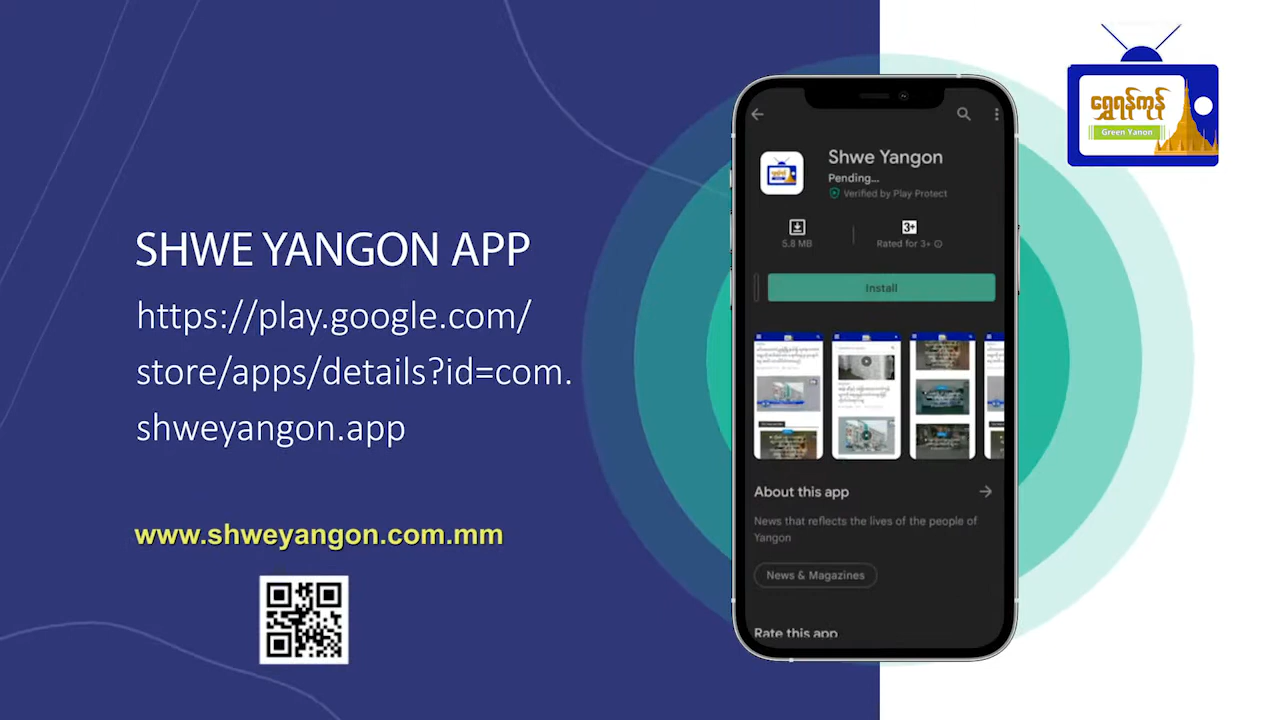 SHWE YANGON APP
https://play.google.com/
store/apps/details?id=com.
shweyangon.app
www.shweyangon.com.mm
ရွှေရန်ကုန်
Green Yanon
Shwe Yangon
Pending...
Verified by Play Protect
3+
5.8 MB
Rated for 3+
Install
About this app
News that reflects the lives of the people of
Yangon
News & Magazines
Rate this app